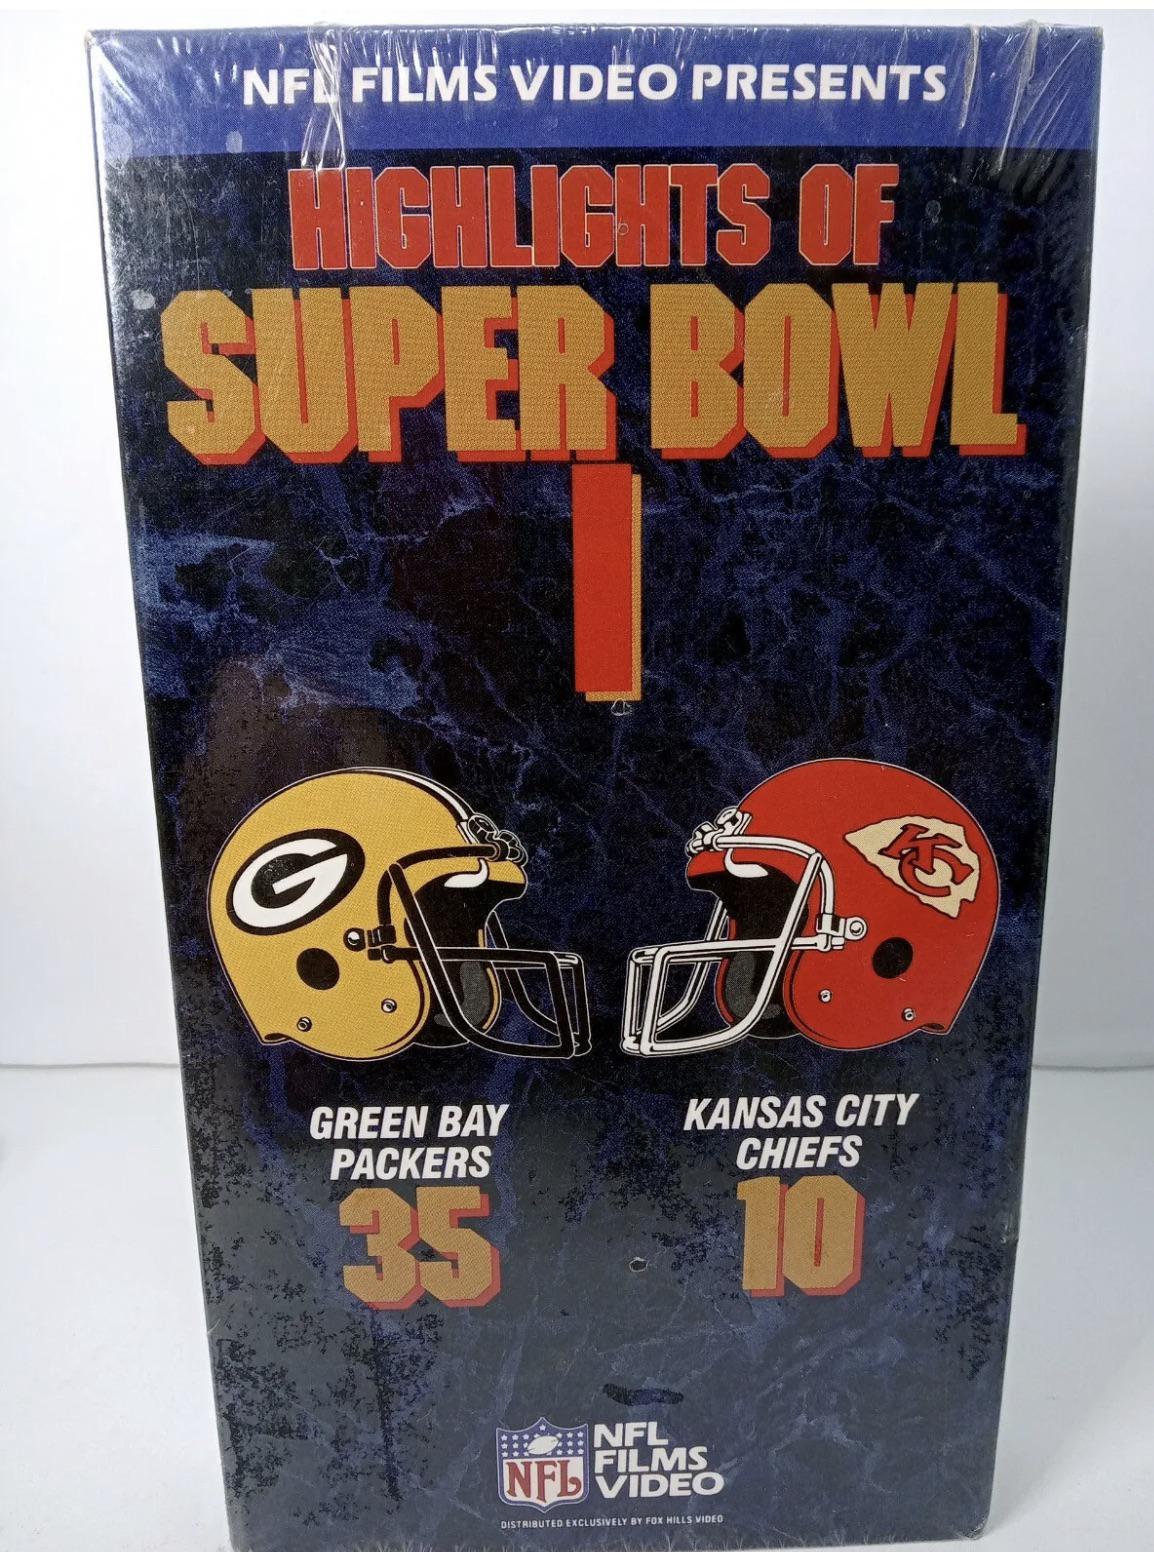 NFL FILMS VIDEO PRESENTS
HIGHLIGHTS OF
SUPER BOWL
I
G
KC
GREEN BAY
PACKERS
35
KANSAS CITY
CHIEFS
10
NFL
NFL
FILMS
VIDEO
DISTRIBUTED EXCLUSIVELY BY FOX HILLS VIDEO